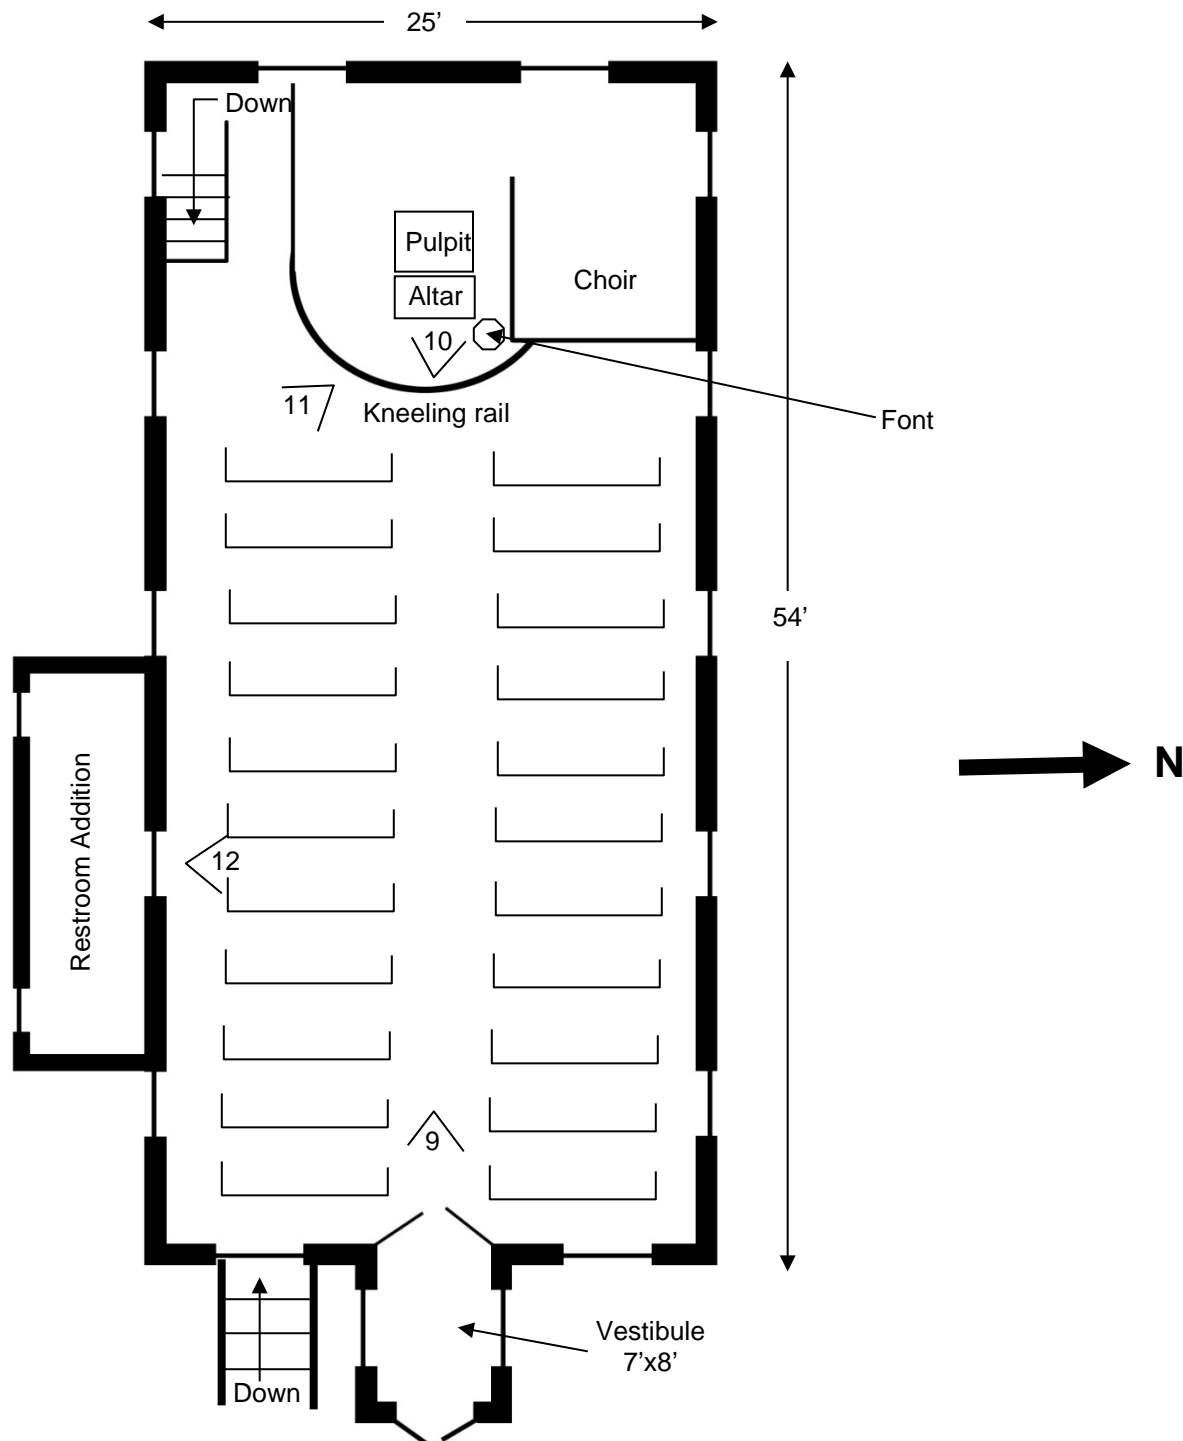 25’
Down
Pulpit
Choir
Altar
10
11
Kneeling rail
Font
54’
N
Restroom Addition
12
9
Vestibule
7’x8’
Down